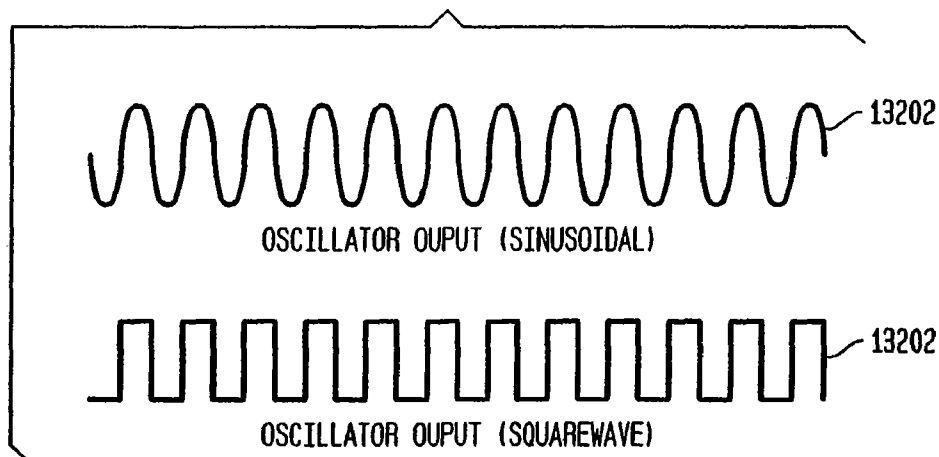 13202
OSCILLATOR OUPUT (SINUSOIDAL)
13202
OSCILLATOR OUPUT (SQUAREWAVE)